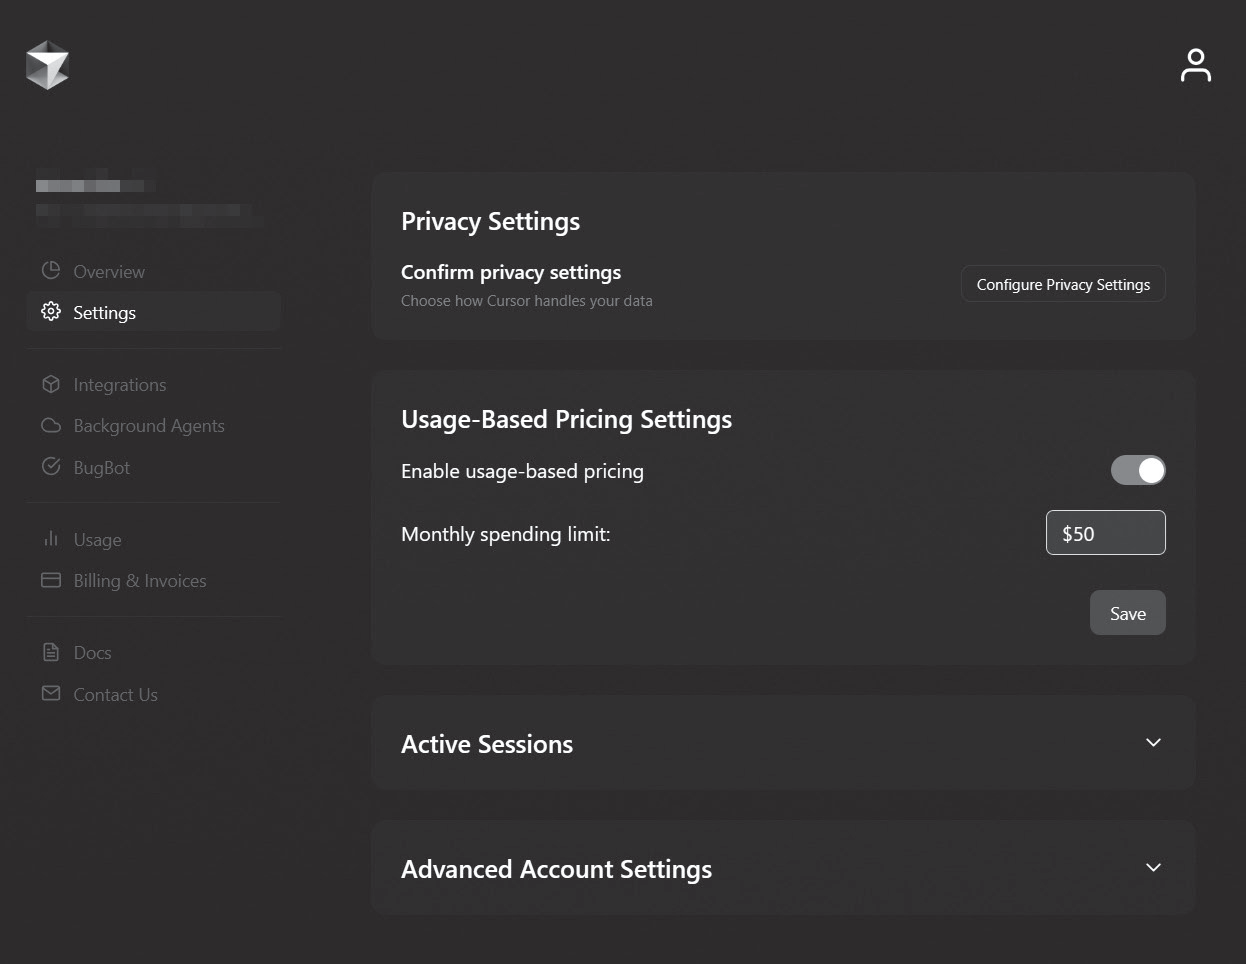 Overview
Settings
Integrations
Background Agents
BugBot
Usage
Billing & Invoices
Docs
Contact Us
Privacy Settings
Confirm privacy settings
Choose how Cursor handles your data
Configure Privacy Settings
Usage-Based Pricing Settings
Enable usage-based pricing
Monthly spending limit:
$50
Save
Active Sessions
Advanced Account Settings